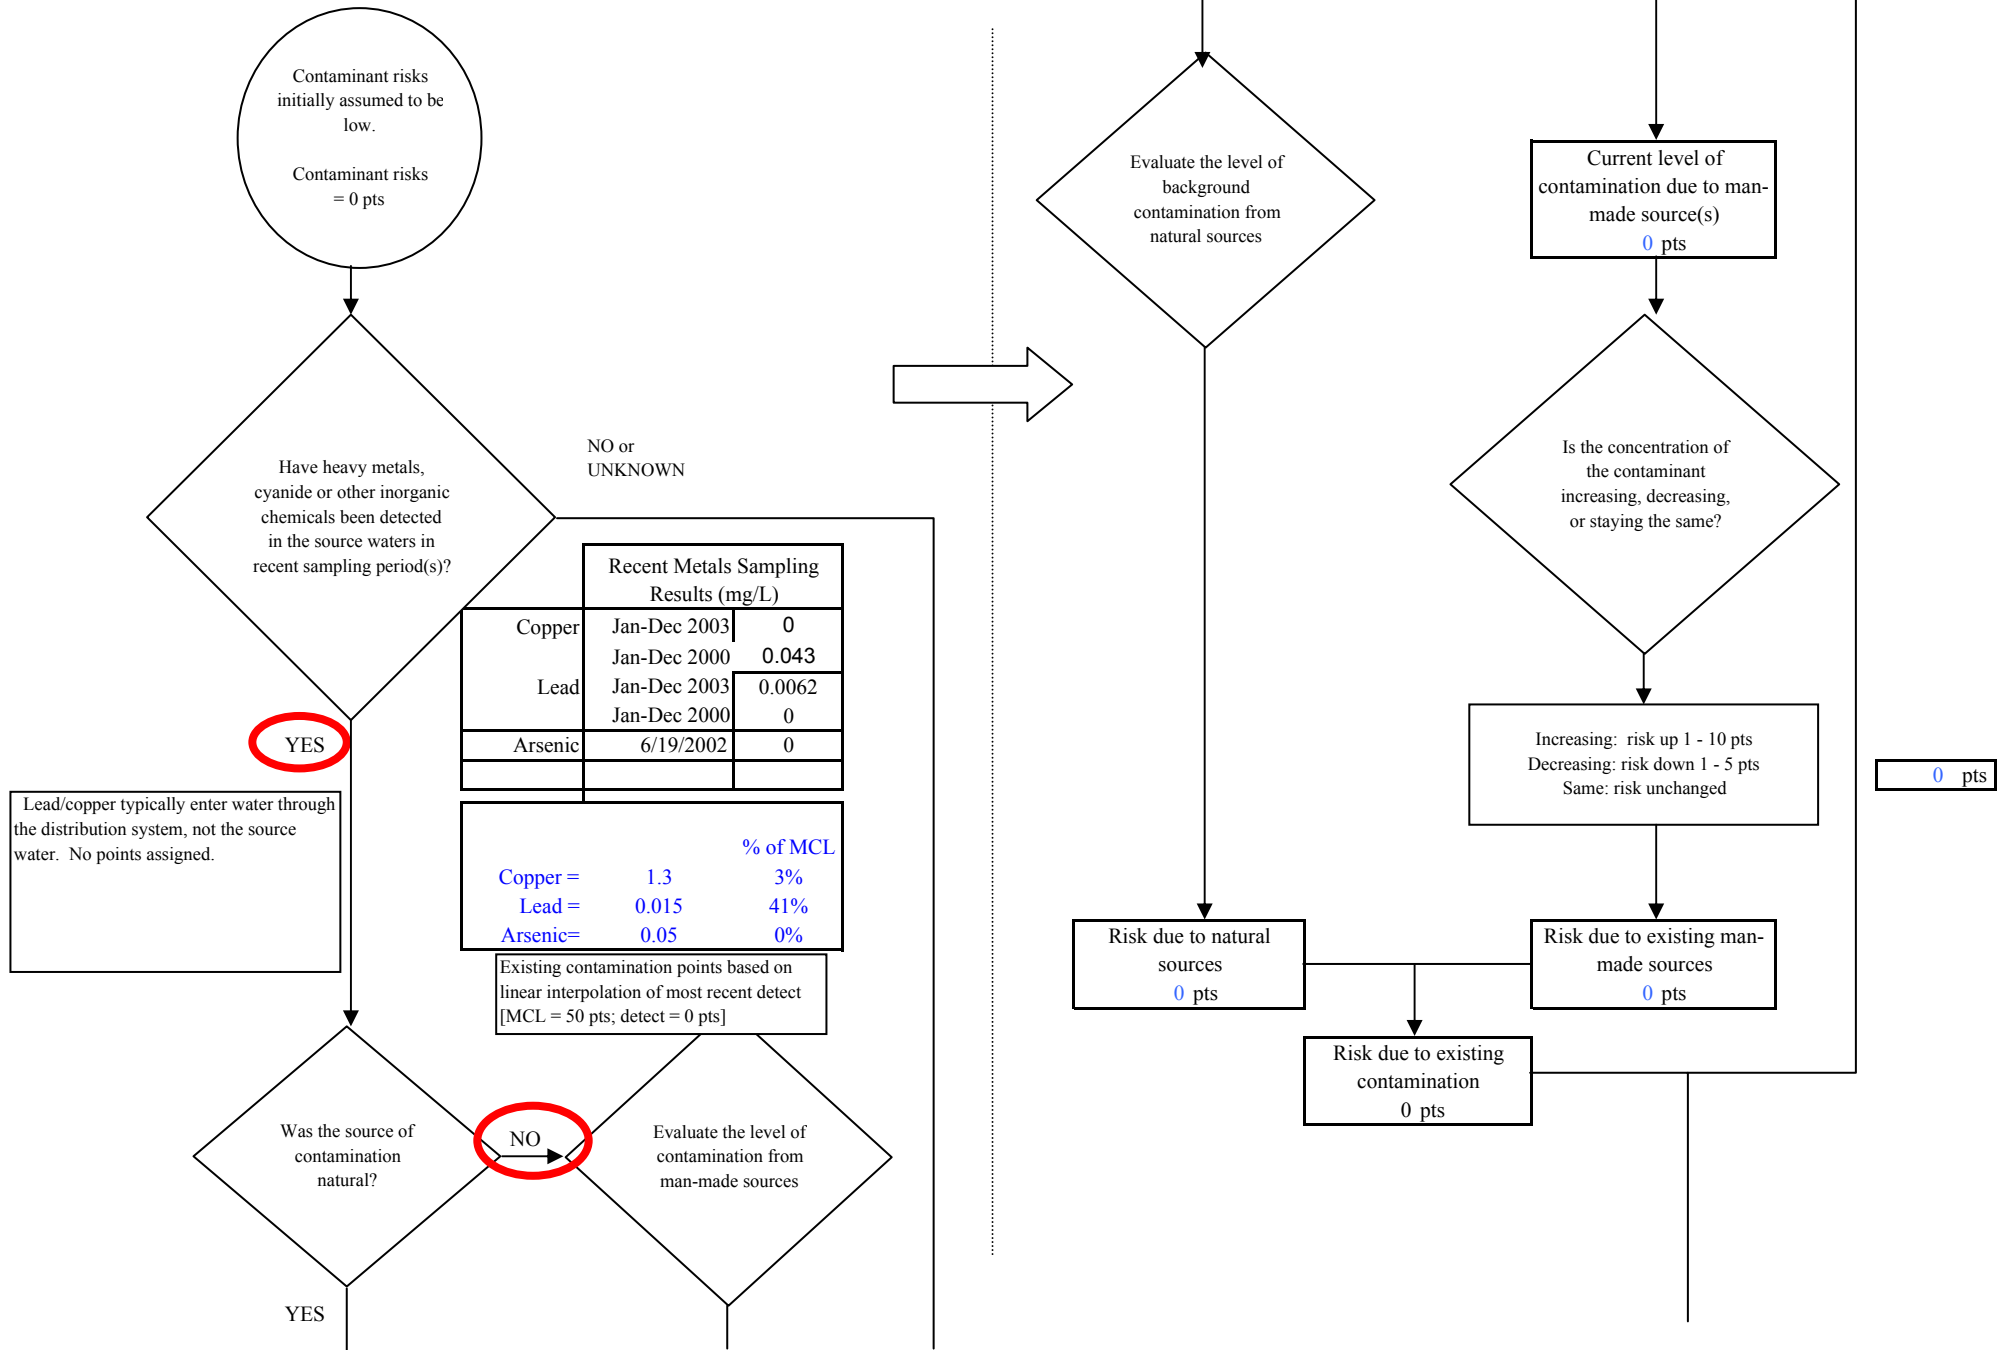 Contaminant risks
initially assumed to be
low.
Contaminant risks
= 0 pts
Have heavy metals,
cyanide or other inorganic
chemicals been detected
in the source waters in
recent sampling period(s)?
NO or
UNKNOWN
Recent Metals Sampling
Results (mg/L)
Copper Jan-Dec 2003 0
Jan-Dec 2000 0.043
Lead Jan-Dec 2003 0.0062
Jan-Dec 2000 0
Arsenic 6/19/2002 0
YES
Lead/copper typically enter water through
the distribution system, not the source
water.  No points assigned.
% of MCL
Copper = 1.3 3%
Lead = 0.015 41%
Arsenic= 0.05 0%
Existing contamination points based on
linear interpolation of most recent detect
[MCL = 50 pts; detect = 0 pts]
Was the source of
contamination
natural?
NO
Evaluate the level of
contamination from
man-made sources
YES
Evaluate the level of
background
contamination from
natural sources
Current level of
contamination due to man-
made source(s)
0 pts
Is the concentration of
the contaminant
increasing, decreasing,
or staying the same?
Increasing:  risk up 1 - 10 pts
Decreasing: risk down 1 - 5 pts
Same: risk unchanged
0 pts
Risk due to natural
sources
0 pts
Risk due to existing man-
made sources
0 pts
Risk due to existing
contamination
0 pts